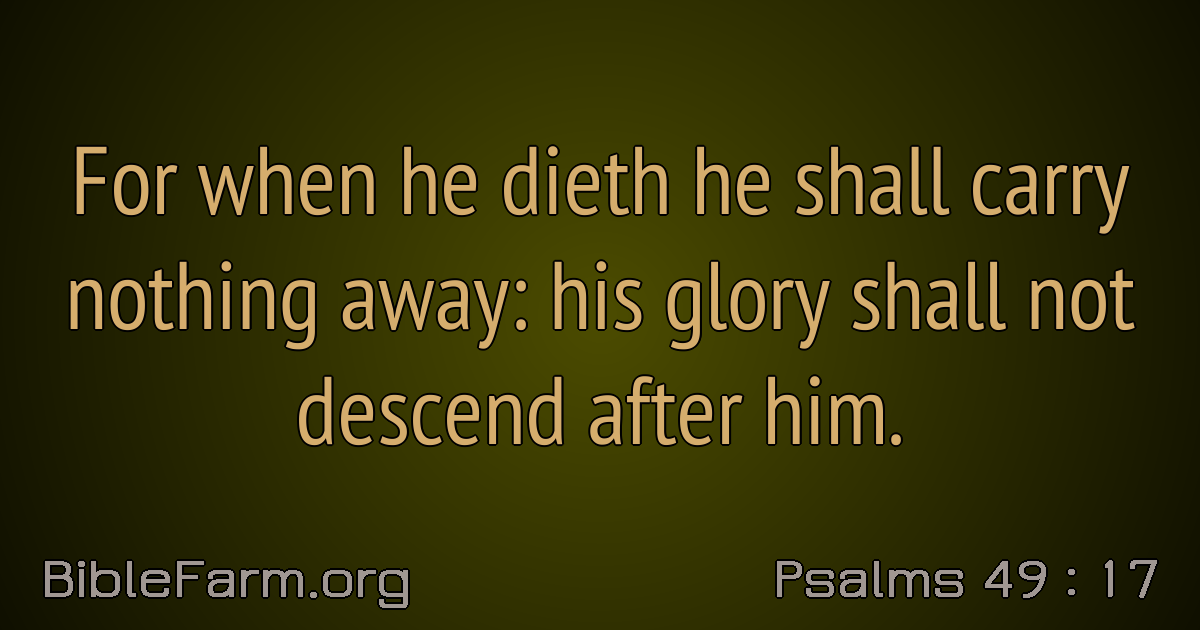 For when he dieth he shall carry
nothing away: his glory shall not
descend after him.
BibleFarm.org
Psalms 49 : 17